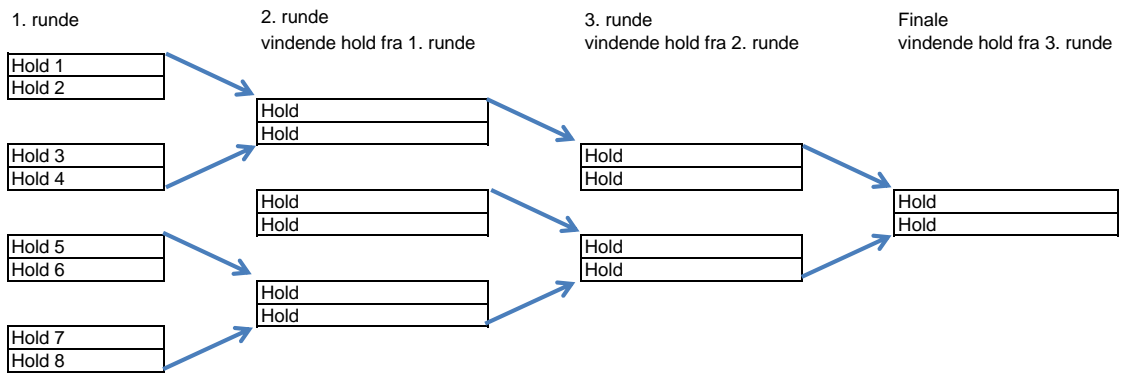 1. runde
Hold 1
Hold 2
Hold 3
Hold 4
Hold 5
Hold 6
Hold 7
Hold 8
2. runde
vindende hold fra 1. runde
Hold
Hold
Hold
Hold
Hold
Hold
3. runde
vindende hold fra 2. runde
Hold
Hold
Hold
Hold
Finale
vindende hold fra 3. runde
Hold
Hold